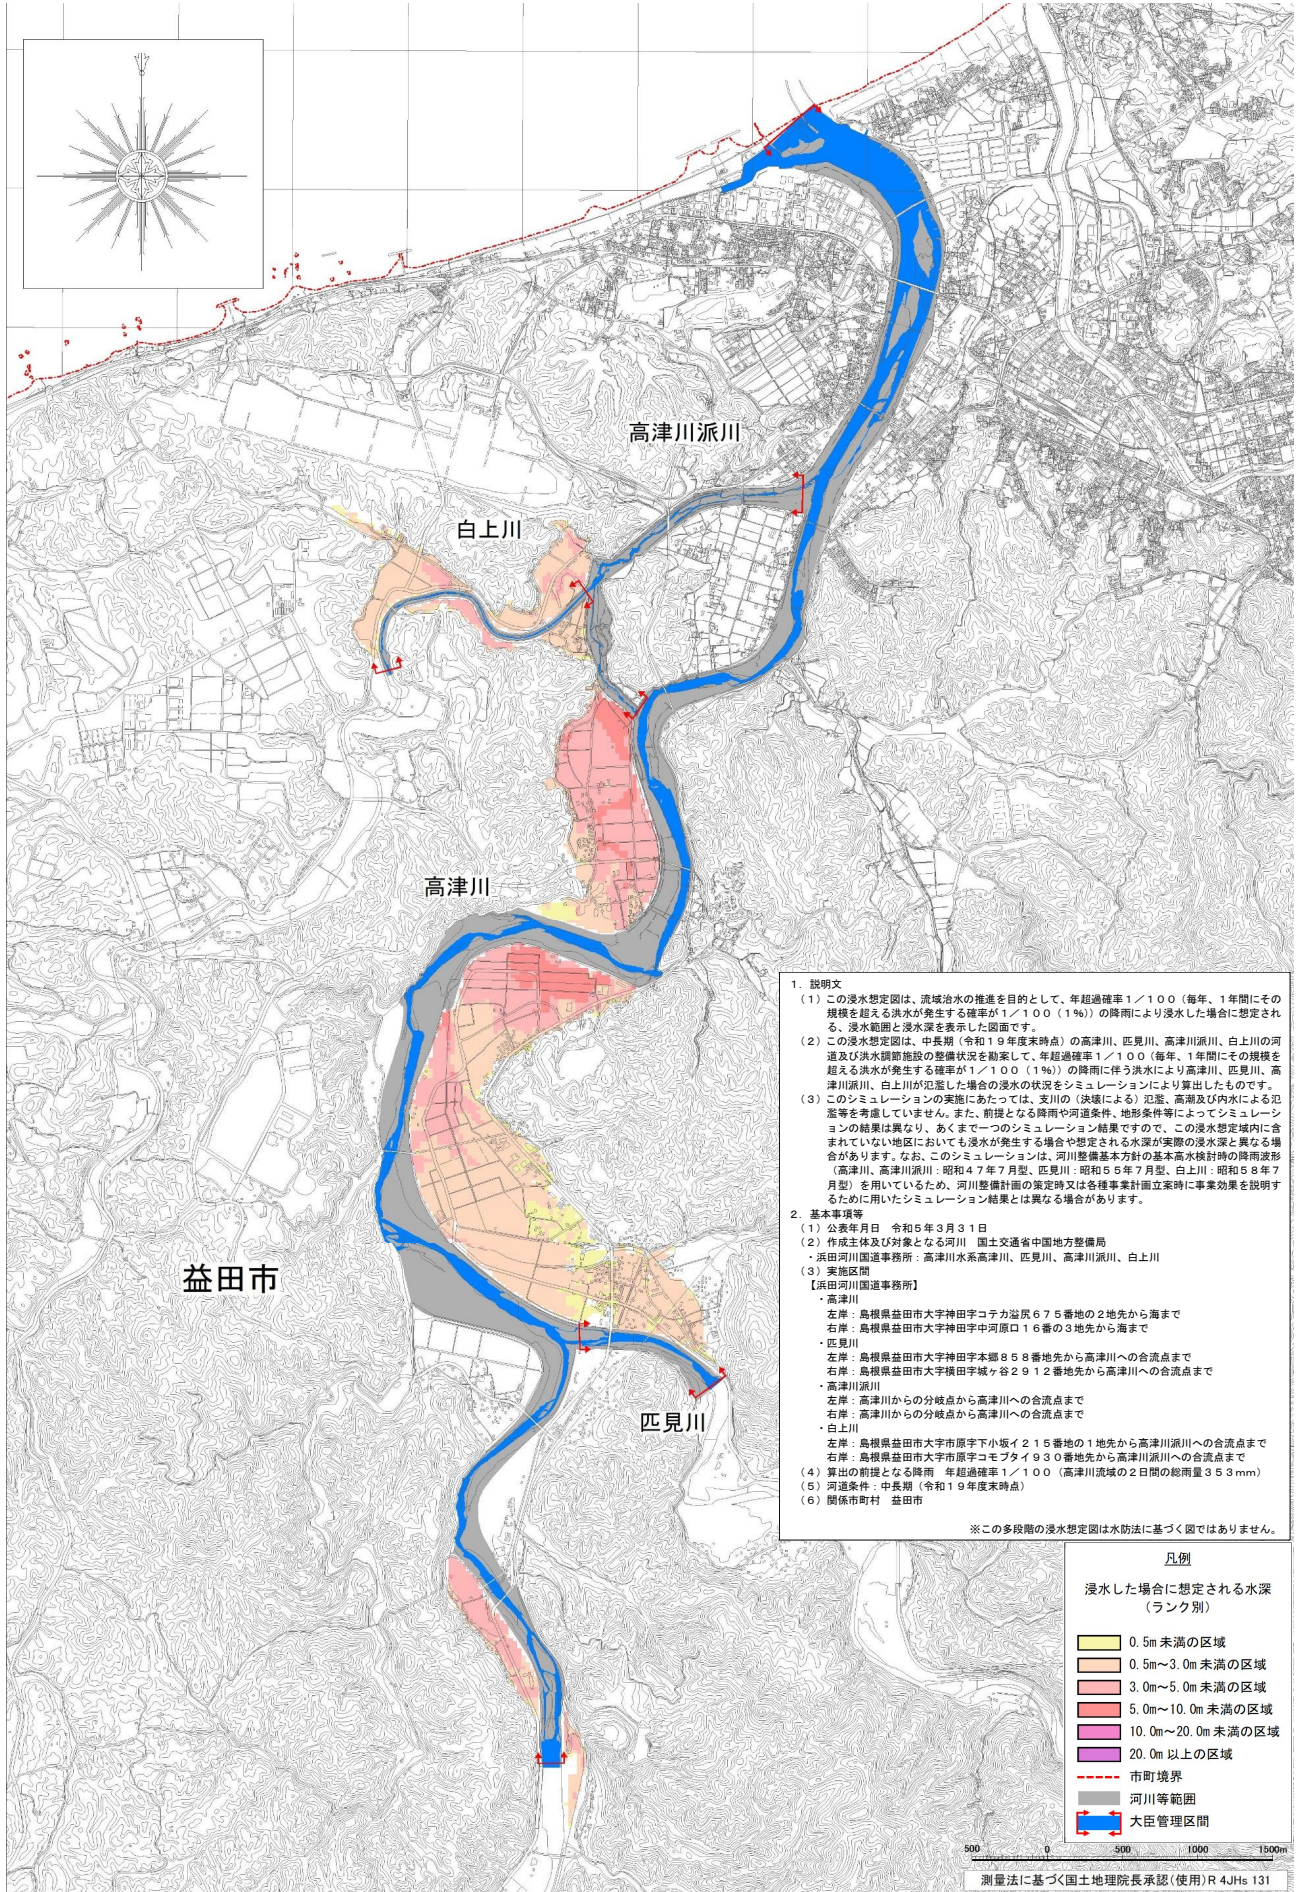 高津川派川
白上川
高津川
益田市
匹見川
1．説明文
（1）この浸水想定図は、流域治水の推進を目的として、年超過確率1／100（毎年、1年間にその
規模を超える洪水が発生する確率が1／100（1%））の降雨により浸水した場合に想定され
る、浸水範囲と浸水深を表示した図面です。
（2）この浸水想定図は、中長期（令和19年度末時点）の高津川、匹見川、高津川派川、白上川の河
道及び洪水調節施設の整備状況を勘案して、年超過確率1／100（毎年、1年間にその規模を
超える洪水が発生する確率が1／100（1%））の降雨に伴う洪水により高津川、匹見川、高
津川派川、白上川が氾濫した場合の浸水の状況をシミュレーションにより算出したものです。
（3）このシミュレーションの実施にあたっては、支川の（決壊による）氾濫、高潮及び内水による氾
濫等を考慮していません。また、前提となる降雨や河道条件、地形条件等によってシミュレーシ
ョンの結果は異なり、あくまで一つのシミュレーション結果ですので、この浸水想定域内に含
まれていない地区においても浸水が発生する場合や想定される水深が実際の浸水深と異なる場
合があります。なお、このシミュレーションは、河川整備基本方針の基本高水検討時の降雨波形
（高津川、高津川派川：昭和47年7月型、匹見川：昭和55年7月型、白上川：昭和58年7
月型）を用いているため、河川整備計画の策定時又は各種事業計画立案時に事業効果を説明す
るために用いたシミュレーション結果とは異なる場合があります。
2．基本事項等
（1）公表年月日　令和5年3月31日
（2）作成主体及び対象となる河川　国土交通省中国地方整備局
・浜田河川国道事務所：高津川水系高津川、匹見川、高津川派川、白上川
（3）実施区間
【浜田河川国道事務所】
・高津川
左岸：島根県益田市大字神田字コテカ溢尻675番地の2地先から海まで
右岸：島根県益田市大字神田字中河原口16番の3地先から海まで
・匹見川
左岸：島根県益田市大字神田字本郷858番地先から高津川への合流点まで
右岸：島根県益田市大字横田字城ヶ谷2912番地先から高津川への合流点まで
・高津川派川
左岸：高津川からの分岐点から高津川への合流点まで
右岸：高津川からの分岐点から高津川への合流点まで
・白上川
左岸：島根県益田市大字市原字下小坂イ215番地の1地先から高津川派川への合流点まで
右岸：島根県益田市大字市原字コモブタイ930番地先から高津川派川への合流点まで
（4）算出の前提となる降雨　年超過確率1／100（高津川流域の2日間の総雨量353mm）
（5）河道条件：中長期（令和19年度末時点）
（6）関係市町村　益田市
※この多段階の浸水想定図は水防法に基づく図ではありません。
凡例
浸水した場合に想定される水深
（ランク別）
0.5m未満の区域
0.5m～3.0m未満の区域
3.0m～5.0m未満の区域
5.0m～10.0m未満の区域
10.0m～20.0m未満の区域
20.0m以上の区域
市町境界
河川等範囲
大臣管理区間
500 0 500 1000 1500m
測量法に基づく国土地理院長承認（使用）R 4JHs 131